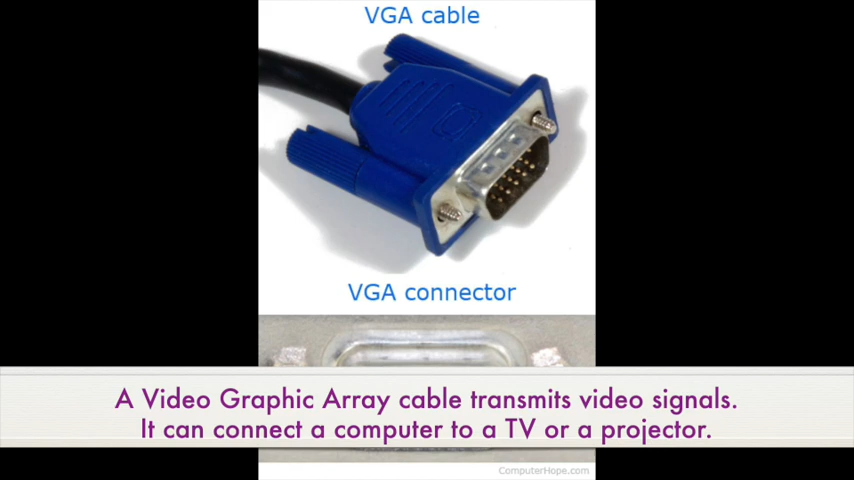 VGA cable
VGA connector
A Video Graphic Array cable transmits video signals.
It can connect a computer to a TV or a projector.
ComputerHope.com